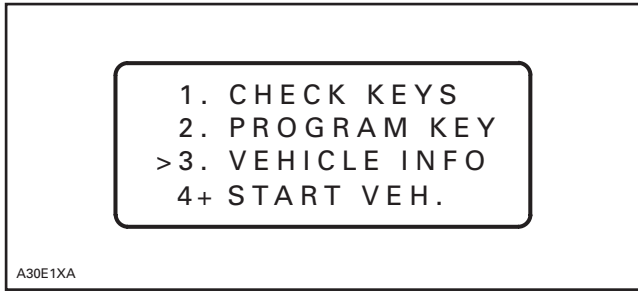 1. CHECK KEYS
2. PROGRAM KEY
>3. VEHICLE INFO
4+ START VEH.
A30E1XA